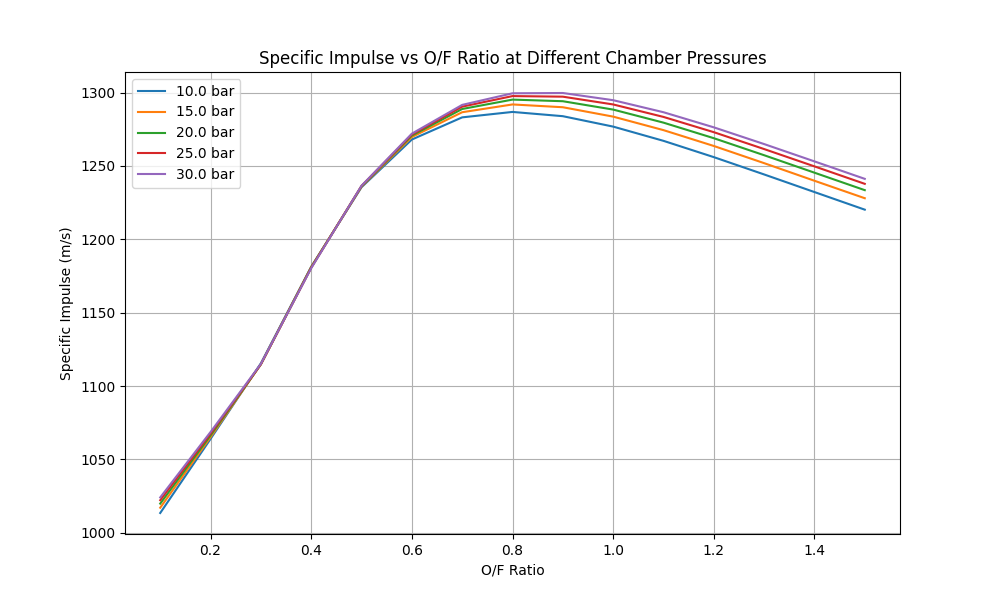 Specific Impulse vs O/F Ratio at Different Chamber Pressures
10.0 bar
15.0 bar
20.0 bar
25.0 bar
30.0 bar
Specific Impulse (m/s)
1300
1250
1200
1150
1100
1050
1000
0.2
0.4
0.6
0.8
1.0
1.2
1.4
O/F Ratio